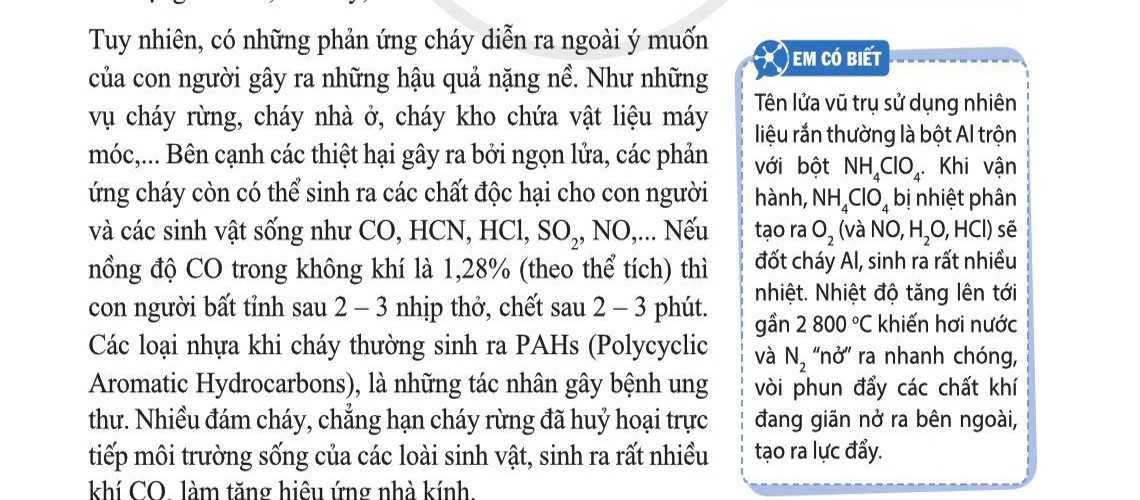 Tuy nhiên, có những phản ứng cháy diễn ra ngoài ý muốn
của con người gây ra những hậu quả nặng nề. Như những
vụ cháy rừng, cháy nhà ở, cháy kho chứa vật liệu máy
móc,... Bên cạnh các thiệt hại gây ra bởi ngọn lửa, các phản
ứng cháy còn có thể sinh ra các chất độc hại cho con người
và các sinh vật sống như CO, HCN, HCl, SO₂, NO,... Nếu
nồng độ CO trong không khí là 1,28% (theo thể tích) thì
con người bất tỉnh sau 2 – 3 nhịp thở, chết sau 2 – 3 phút.
Các loại nhựa khi cháy thường sinh ra PAHs (Polycyclic
Aromatic Hydrocarbons), là những tác nhân gây bệnh ung
thư. Nhiều đám cháy, chẳng hạn cháy rừng đã huỷ hoại trực
tiếp môi trường sống của các loài sinh vật, sinh ra rất nhiều
khí CO₂ làm tăng hiệu ứng nhà kính.
EM CÓ BIẾT
Tên lửa vũ trụ sử dụng nhiên
liệu rắn thường là bột Al trộn
với bột NH₄ClO₄. Khi vận
hành, NH₄ClO₄ bị nhiệt phân
tạo ra O₂ (và NO, H₂O, HCl) sẽ
đốt cháy Al, sinh ra rất nhiều
nhiệt. Nhiệt độ tăng lên tới
gần 2 800 °C khiến hơi nước
và N₂ “nở” ra nhanh chóng,
vòi phun đẩy các chất khí
đang giãn nở ra bên ngoài,
tạo ra lực đẩy.